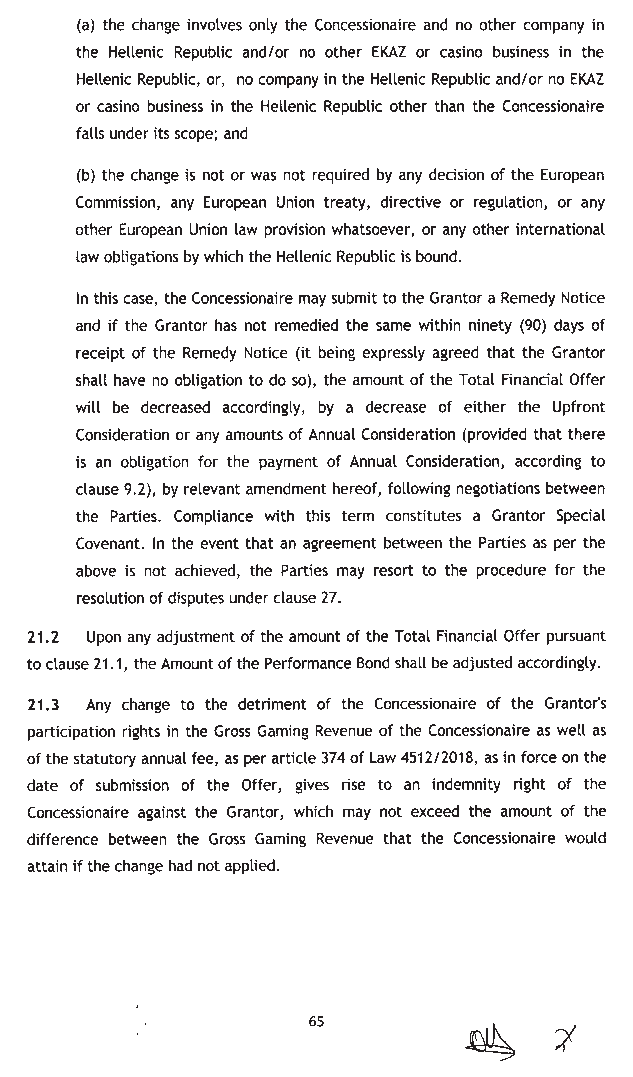 (a) the change involves only the Concessionaire and no other company in
the Hellenic Republic and/or no other EKAZ or casino business in the
Hellenic Republic, or, no company in the Hellenic Republic and/or no EKAZ
or casino business in the Hellenic Republic other than the Concessionaire
falls under its scope; and
(b) the change is not or was not required by any decision of the European
Commission, any European Union treaty, directive or regulation, or any
other European Union law provision whatsoever, or any other international
law obligations by which the Hellenic Republic is bound.
In this case, the Concessionaire may submit to the Grantor a Remedy Notice
and if the Grantor has not remedied the same within ninety (90) days of
receipt of the Remedy Notice (it being expressly agreed that the Grantor
shall have no obligation to do so), the amount of the Total Financial Offer
will be decreased accordingly, by a decrease of either the Upfront
Consideration or any amounts of Annual Consideration (provided that there
is an obligation for the payment of Annual Consideration, according to
clause 9.2), by relevant amendment hereof, following negotiations between
the Parties. Compliance with this term constitutes a Grantor Special
Covenant. In the event that an agreement between the Parties as per the
above is not achieved, the Parties may resort to the procedure for the
resolution of disputes under clause 27.
21.2 Upon any adjustment of the amount of the Total Financial Offer pursuant
to clause 21.1, the Amount of the Performance Bond shall be adjusted accordingly.
21.3 Any change to the detriment of the Concessionaire of the Grantor's
participation rights in the Gross Gaming Revenue of the Concessionaire as well as
of the statutory annual fee, as per article 374 of Law 4512/2018, as in force on the
date of submission of the Offer, gives rise to an indemnity right of the
Concessionaire against the Grantor, which may not exceed the amount of the
difference between the Gross Gaming Revenue that the Concessionaire would
attain if the change had not applied.
65